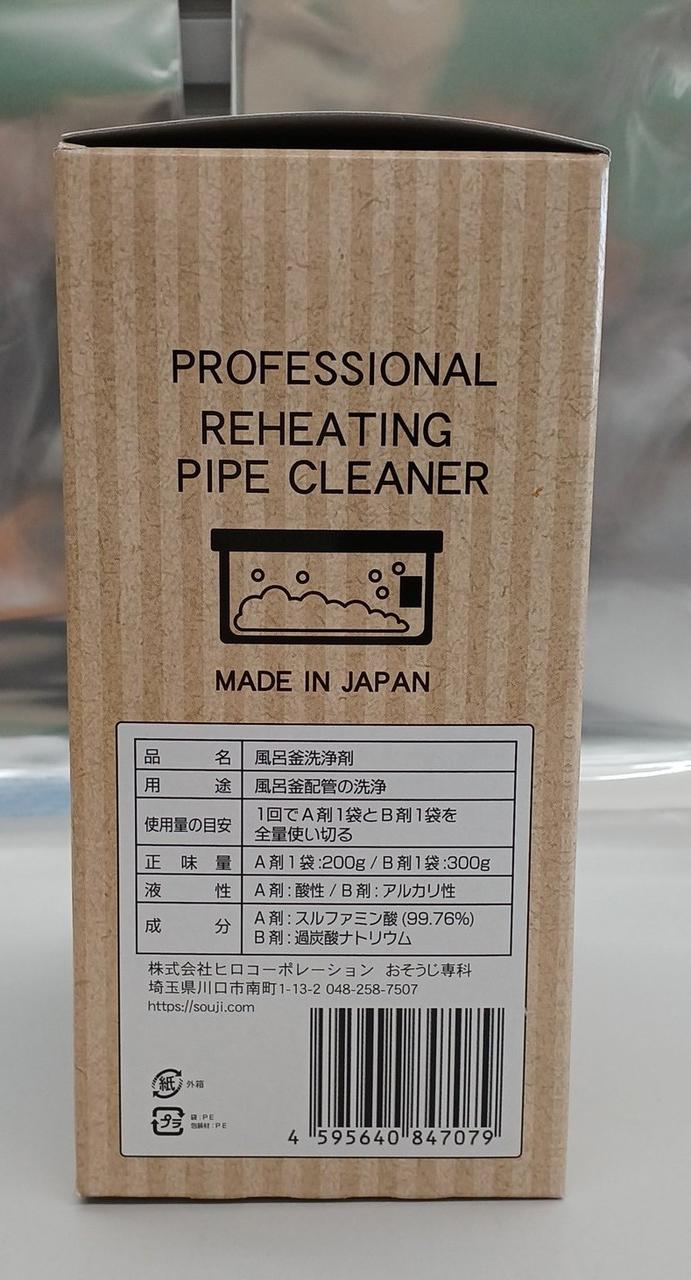 PROFESSIONAL
REHEATING
PIPE CLEANER
MADE IN JAPAN
品名 風呂釜洗浄剤
用途 風呂釜配管の洗浄
使用量の目安 1回でA剤1袋とB剤1袋を
全量使い切る
正味量 A剤1袋:200g / B剤1袋:300g
液性 A剤:酸性 / B剤:アルカリ性
成分 A剤:スルファミン酸 (99.76%)
B剤:過炭酸ナトリウム
株式会社ヒロコーポレーション おそうじ専科
埼玉県川口市南町1-13-2 048-258-7507
https://souji.com
紙 外箱
プラ 袋:PE
包装材:PE
4 595640 847079